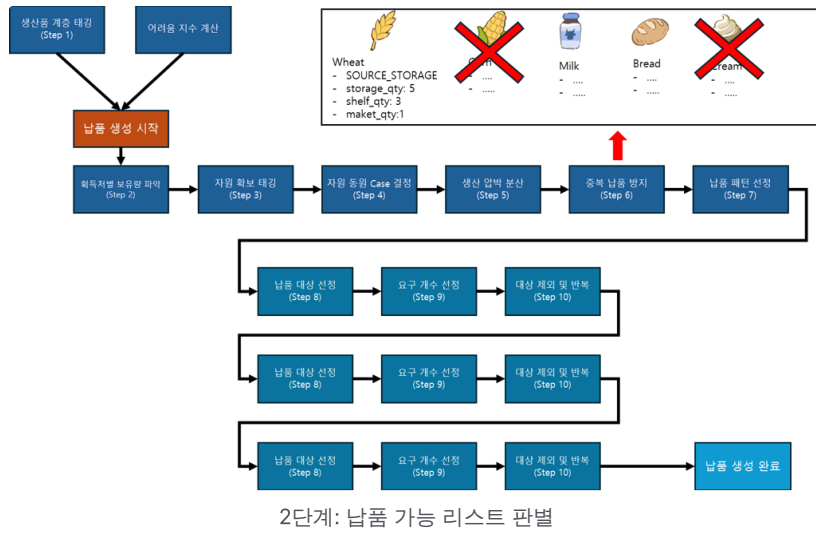 생산품 계층 태깅
(Step 1)
어려움 지수 계산
Wheat
- SOURCE_STORAGE
- storage_qty: 5
- shelf_qty: 3
- maket_qty:1
- ....
- .....
Milk
- ....
- .....
Bread
- ....
- .....
Cream
- ....
- .....
납품 생성 시작
획득처별 보유량 파악
(Step 2)
자원 확보 태깅
(Step 3)
자원 동원 Case 결정
(Step 4)
생산 압박 분산
(Step 5)
중복 납품 방지
(Step 6)
납품 패턴 선정
(Step 7)
납품 대상 선정
(Step 8)
요구 개수 선정
(Step 9)
대상 제외 및 반복
(Step 10)
납품 대상 선정
(Step 8)
요구 개수 선정
(Step 9)
대상 제외 및 반복
(Step 10)
납품 대상 선정
(Step 8)
요구 개수 선정
(Step 9)
대상 제외 및 반복
(Step 10)
납품 생성 완료
2단계: 납품 가능 리스트 판별